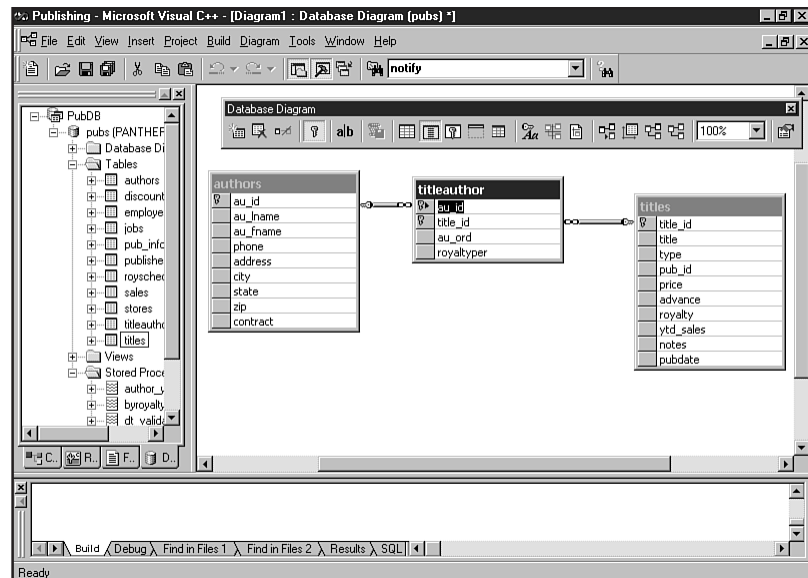 Publishing - Microsoft Visual C++ - [Diagram1 : Database Diagram (pubs) *]
File Edit View Insert Project Build Diagram Tools Window Help
notify
PubDB
pubs (PANTHEF
Database Di
Tables
authors
discount
employe
jobs
pub_info
publishe
roysched
sales
stores
titleautho
titles
Views
Stored Proce
author_v
byroyalty
dt_valida
C.. R.. F.. D..
Database Diagram
ab
100%
authors
au_id
au_lname
au_fname
phone
address
city
state
zip
contract
titleauthor
au_id
title_id
au_ord
royaltyper
titles
title_id
title
type
pub_id
price
advance
royalty
ytd_sales
notes
pubdate
Build Debug Find in Files 1 Find in Files 2 Results SQL
Ready